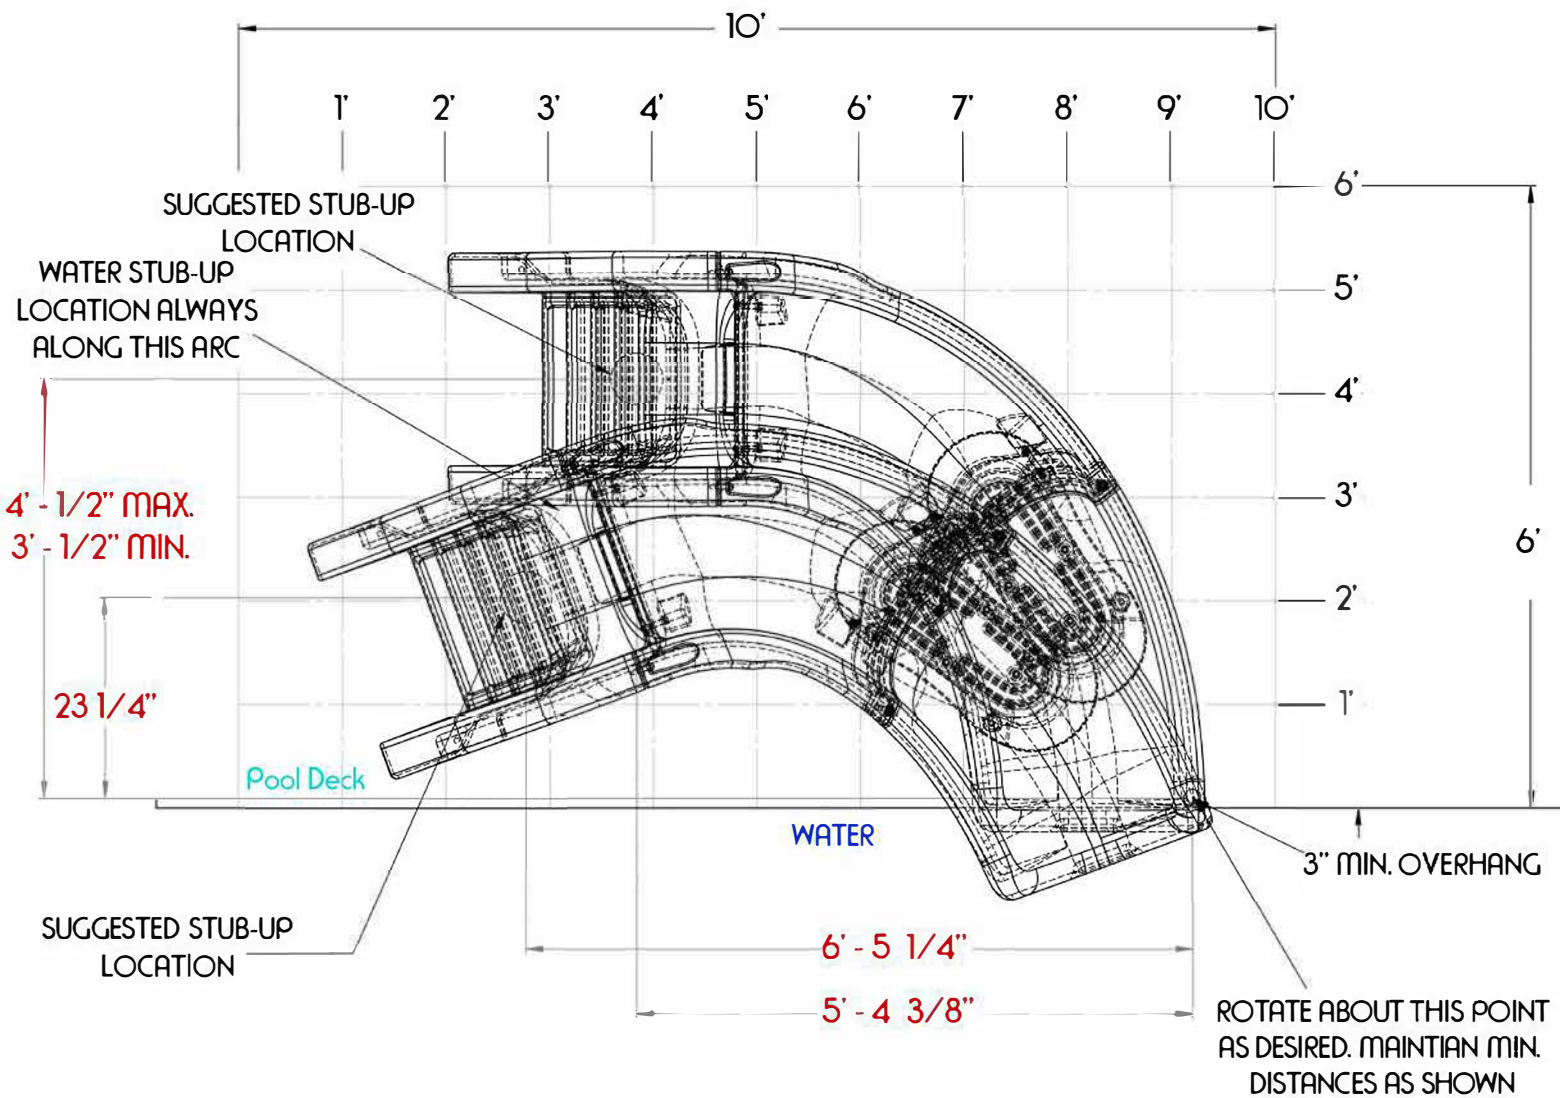 10'
1' 2' 3' 4' 5' 6' 7' 8' 9' 10'
6'
SUGGESTED STUB-UP
LOCATION
WATER STUB-UP
LOCATION ALWAYS
ALONG THIS ARC
5'
4'
3'
4' - 1/2" MAX.
3' - 1/2" MIN.
6'
2'
23 1/4"
1'
Pool Deck
WATER
3" MIN. OVERHANG
SUGGESTED STUB-UP
LOCATION
6' - 5 1/4"
5' - 4 3/8"
ROTATE ABOUT THIS POINT
AS DESIRED. MAINTIAN MIN.
DISTANCES AS SHOWN